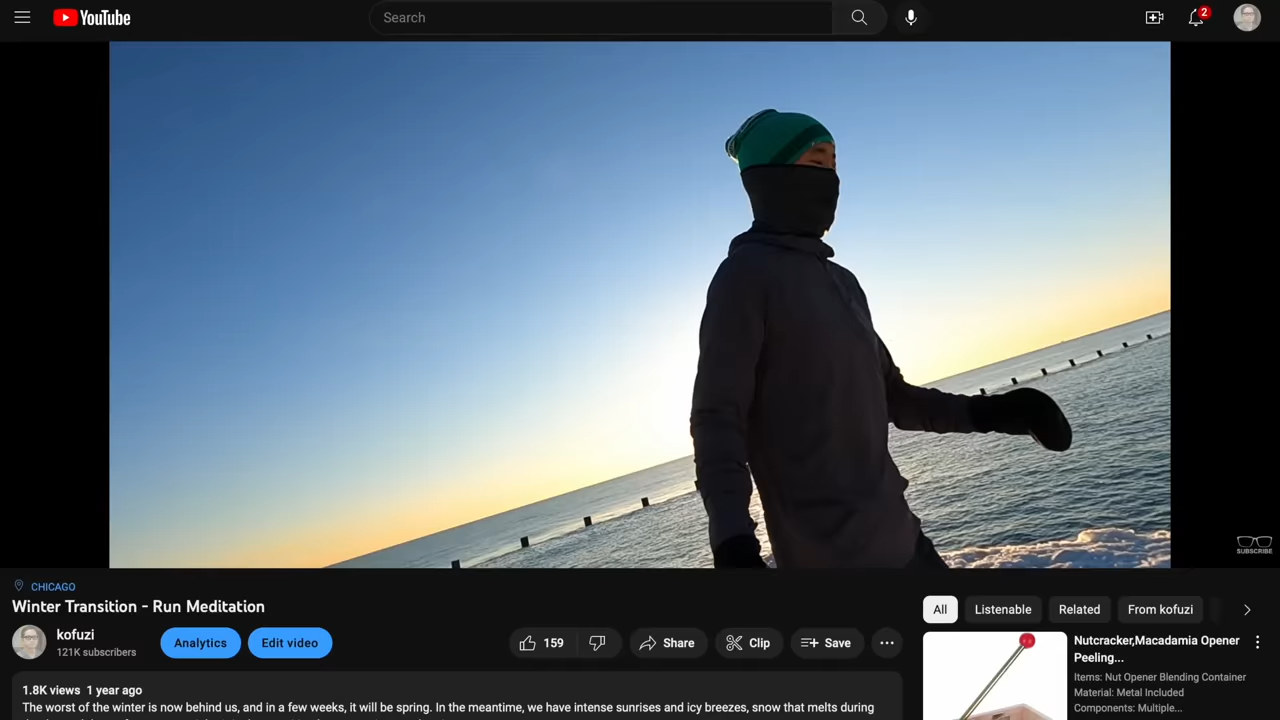 YouTube
Search
2
SUBSCRIBE
CHICAGO
Winter Transition - Run Meditation
kofuzi
121K subscribers
Analytics
Edit video
159
Share
Clip
Save
1.8K views 1 year ago
The worst of the winter is now behind us, and in a few weeks, it will be spring. In the meantime, we have intense sunrises and icy breezes, snow that melts during
All
Listenable
Related
From kofuzi
Nutcracker,Macadamia Opener
Peeling...
Items: Nut Opener Blending Container
Material: Metal Included
Components: Multiple...